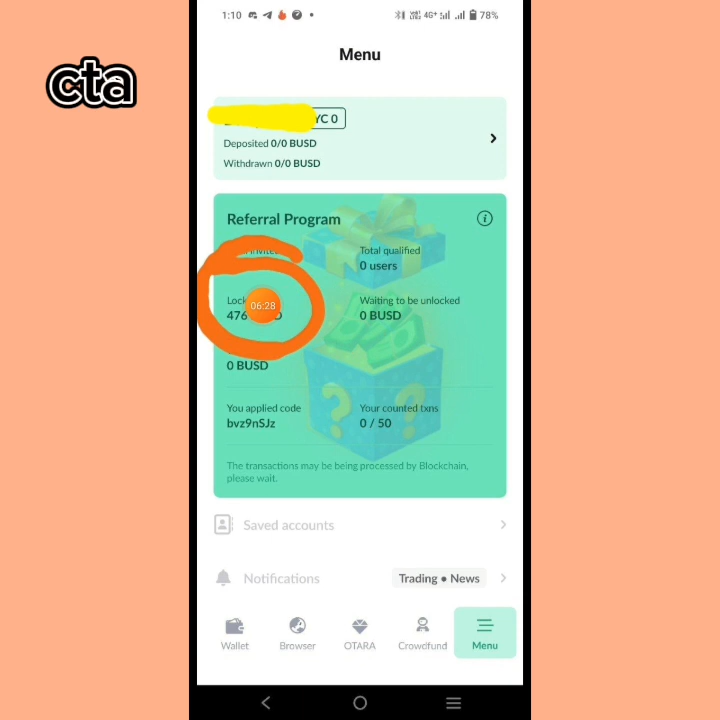 1:10
4G+
78%
Menu
cta
YC 0
Deposited 0/0 BUSD
Withdrawn 0/0 BUSD
Referral Program
Total qualified
0 users
06:28
Waiting to be unlocked
476
0 BUSD
0 BUSD
You applied code
Your counted txns
bvz9nSJz
0 / 50
The transactions may be being processed by Blockchain,
please wait.
Saved accounts
Notifications
Trading • News
Wallet
Browser
OTARA
Crowdfund
Menu